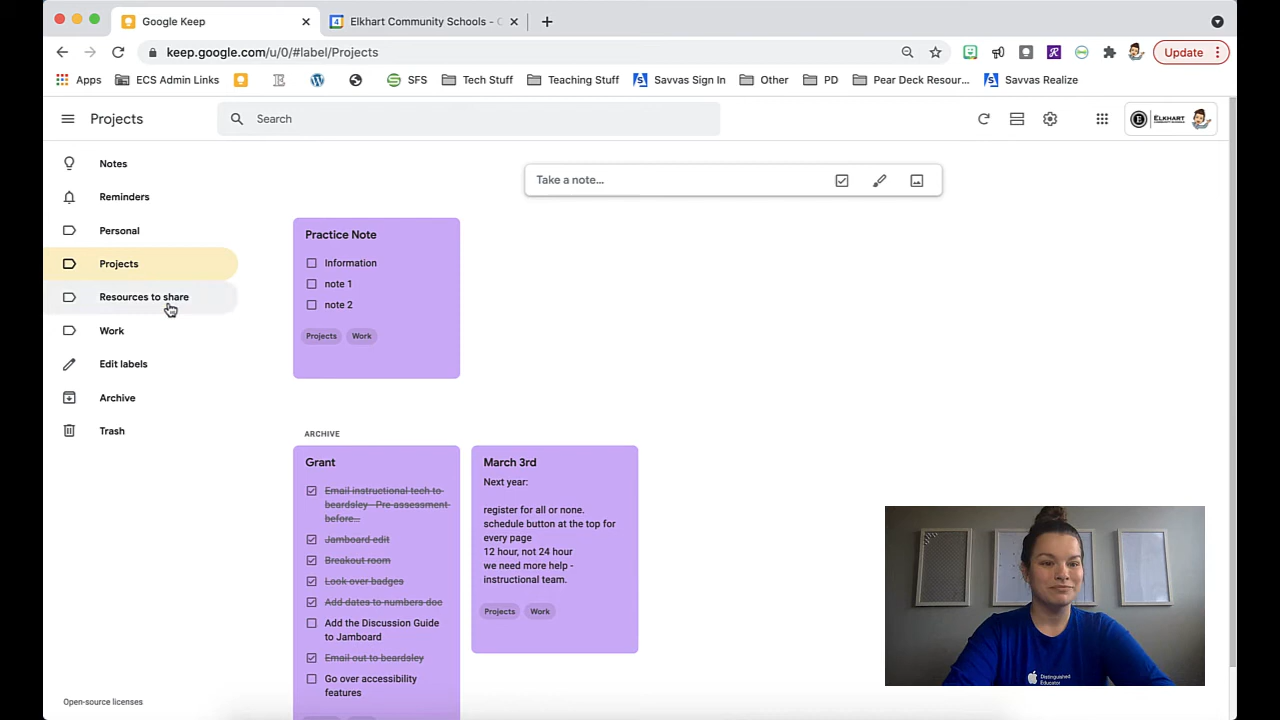 Google Keep
Elkhart Community Schools - C
keep.google.com/u/0/#label/Projects
Update
Apps
ECS Admin Links
SFS
Tech Stuff
Teaching Stuff
Savvas Sign In
Other
PD
Pear Deck Resour...
Savvas Realize
Projects
Search
ELKHART
Notes
Reminders
Personal
Projects
Resources to share
Work
Edit labels
Archive
Trash
Open-source licenses
Take a note...
Practice Note
Information
note 1
note 2
Projects
Work
ARCHIVE
Grant
Email instructional tech to
beardsley - Pre-assessment
before...
Jamboard edit
Breakout room
Look over badges
Add dates to numbers doc
Add the Discussion Guide
to Jamboard
Email out to beardsley
Go over accessibility
features
March 3rd
Next year:
register for all or none.
schedule button at the top for
every page
12 hour, not 24 hour
we need more help -
instructional team.
Projects
Work
Distinguished
Educator